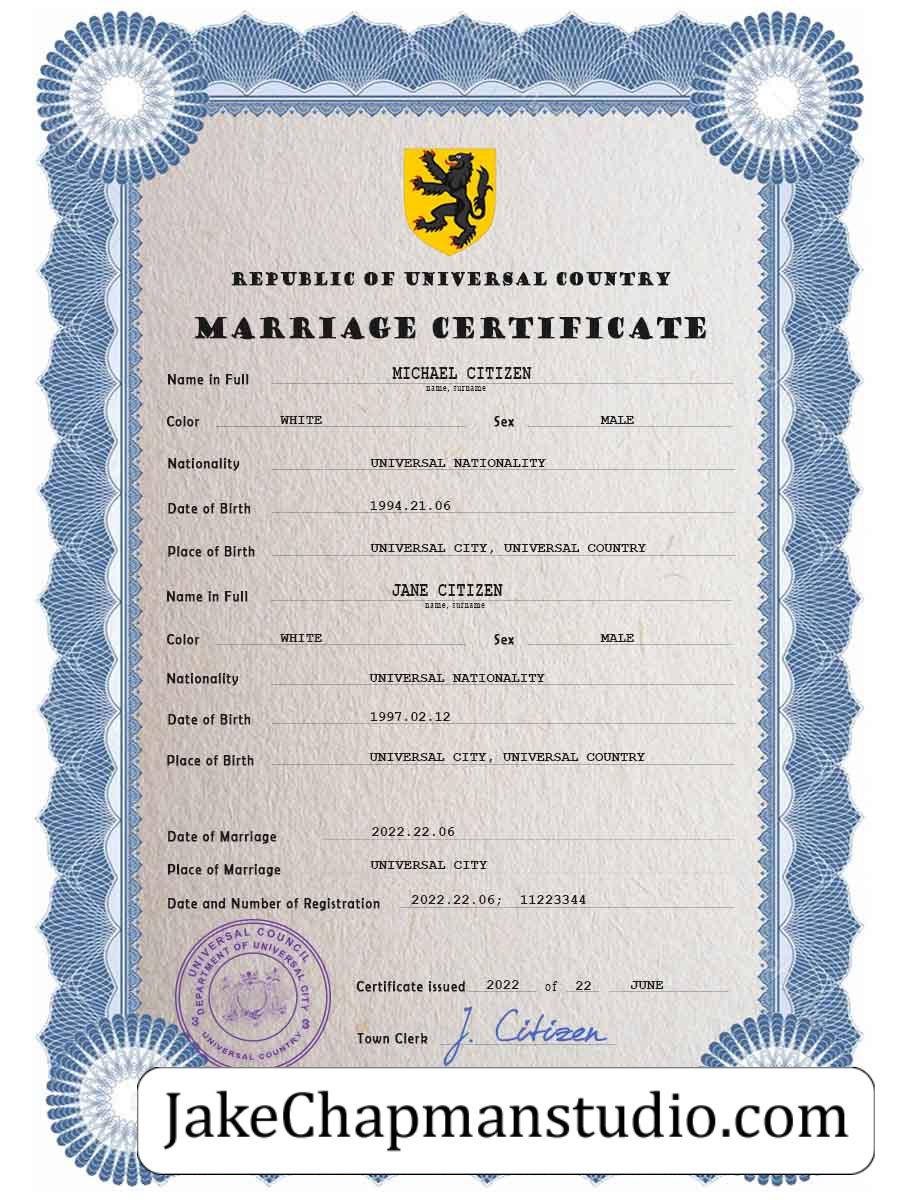 REPUBLIC OF UNIVERSAL COUNTRY
MARRIAGE CERTIFICATE
Name in Full MICHAEL CITIZEN
name, surname
Color WHITE Sex MALE
Nationality UNIVERSAL NATIONALITY
Date of Birth 1994.21.06
Place of Birth UNIVERSAL CITY, UNIVERSAL COUNTRY
Name in Full JANE CITIZEN
name, surname
Color WHITE Sex MALE
Nationality UNIVERSAL NATIONALITY
Date of Birth 1997.02.12
Place of Birth UNIVERSAL CITY, UNIVERSAL COUNTRY
Date of Marriage 2022.22.06
Place of Marriage UNIVERSAL CITY
Date and Number of Registration 2022.22.06; 11223344
UNIVERSAL COUNCIL
DEPARTMENT OF UNIVERSAL CITY
UNIVERSAL COUNTRY
Certificate issued 2022 of 22 JUNE
Town Clerk J. Citizen
JakeChapmanstudio.com